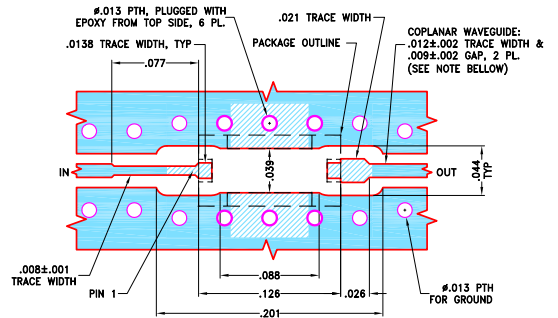 ø.013 PTH, PLUGGED WITH
EPOXY FROM TOP SIDE, 6 PL.
.021 TRACE WIDTH
.0138 TRACE WIDTH, TYP
PACKAGE OUTLINE
COPLANAR WAVEGUIDE:
.012±.002 TRACE WIDTH &
.009±.002 GAP, 2 PL.
(SEE NOTE BELLOW)
.077
IN
.039
OUT
.044
TYP
.008±.001
TRACE WIDTH
PIN 1
.088
.126
.026
.201
ø.013 PTH
FOR GROUND